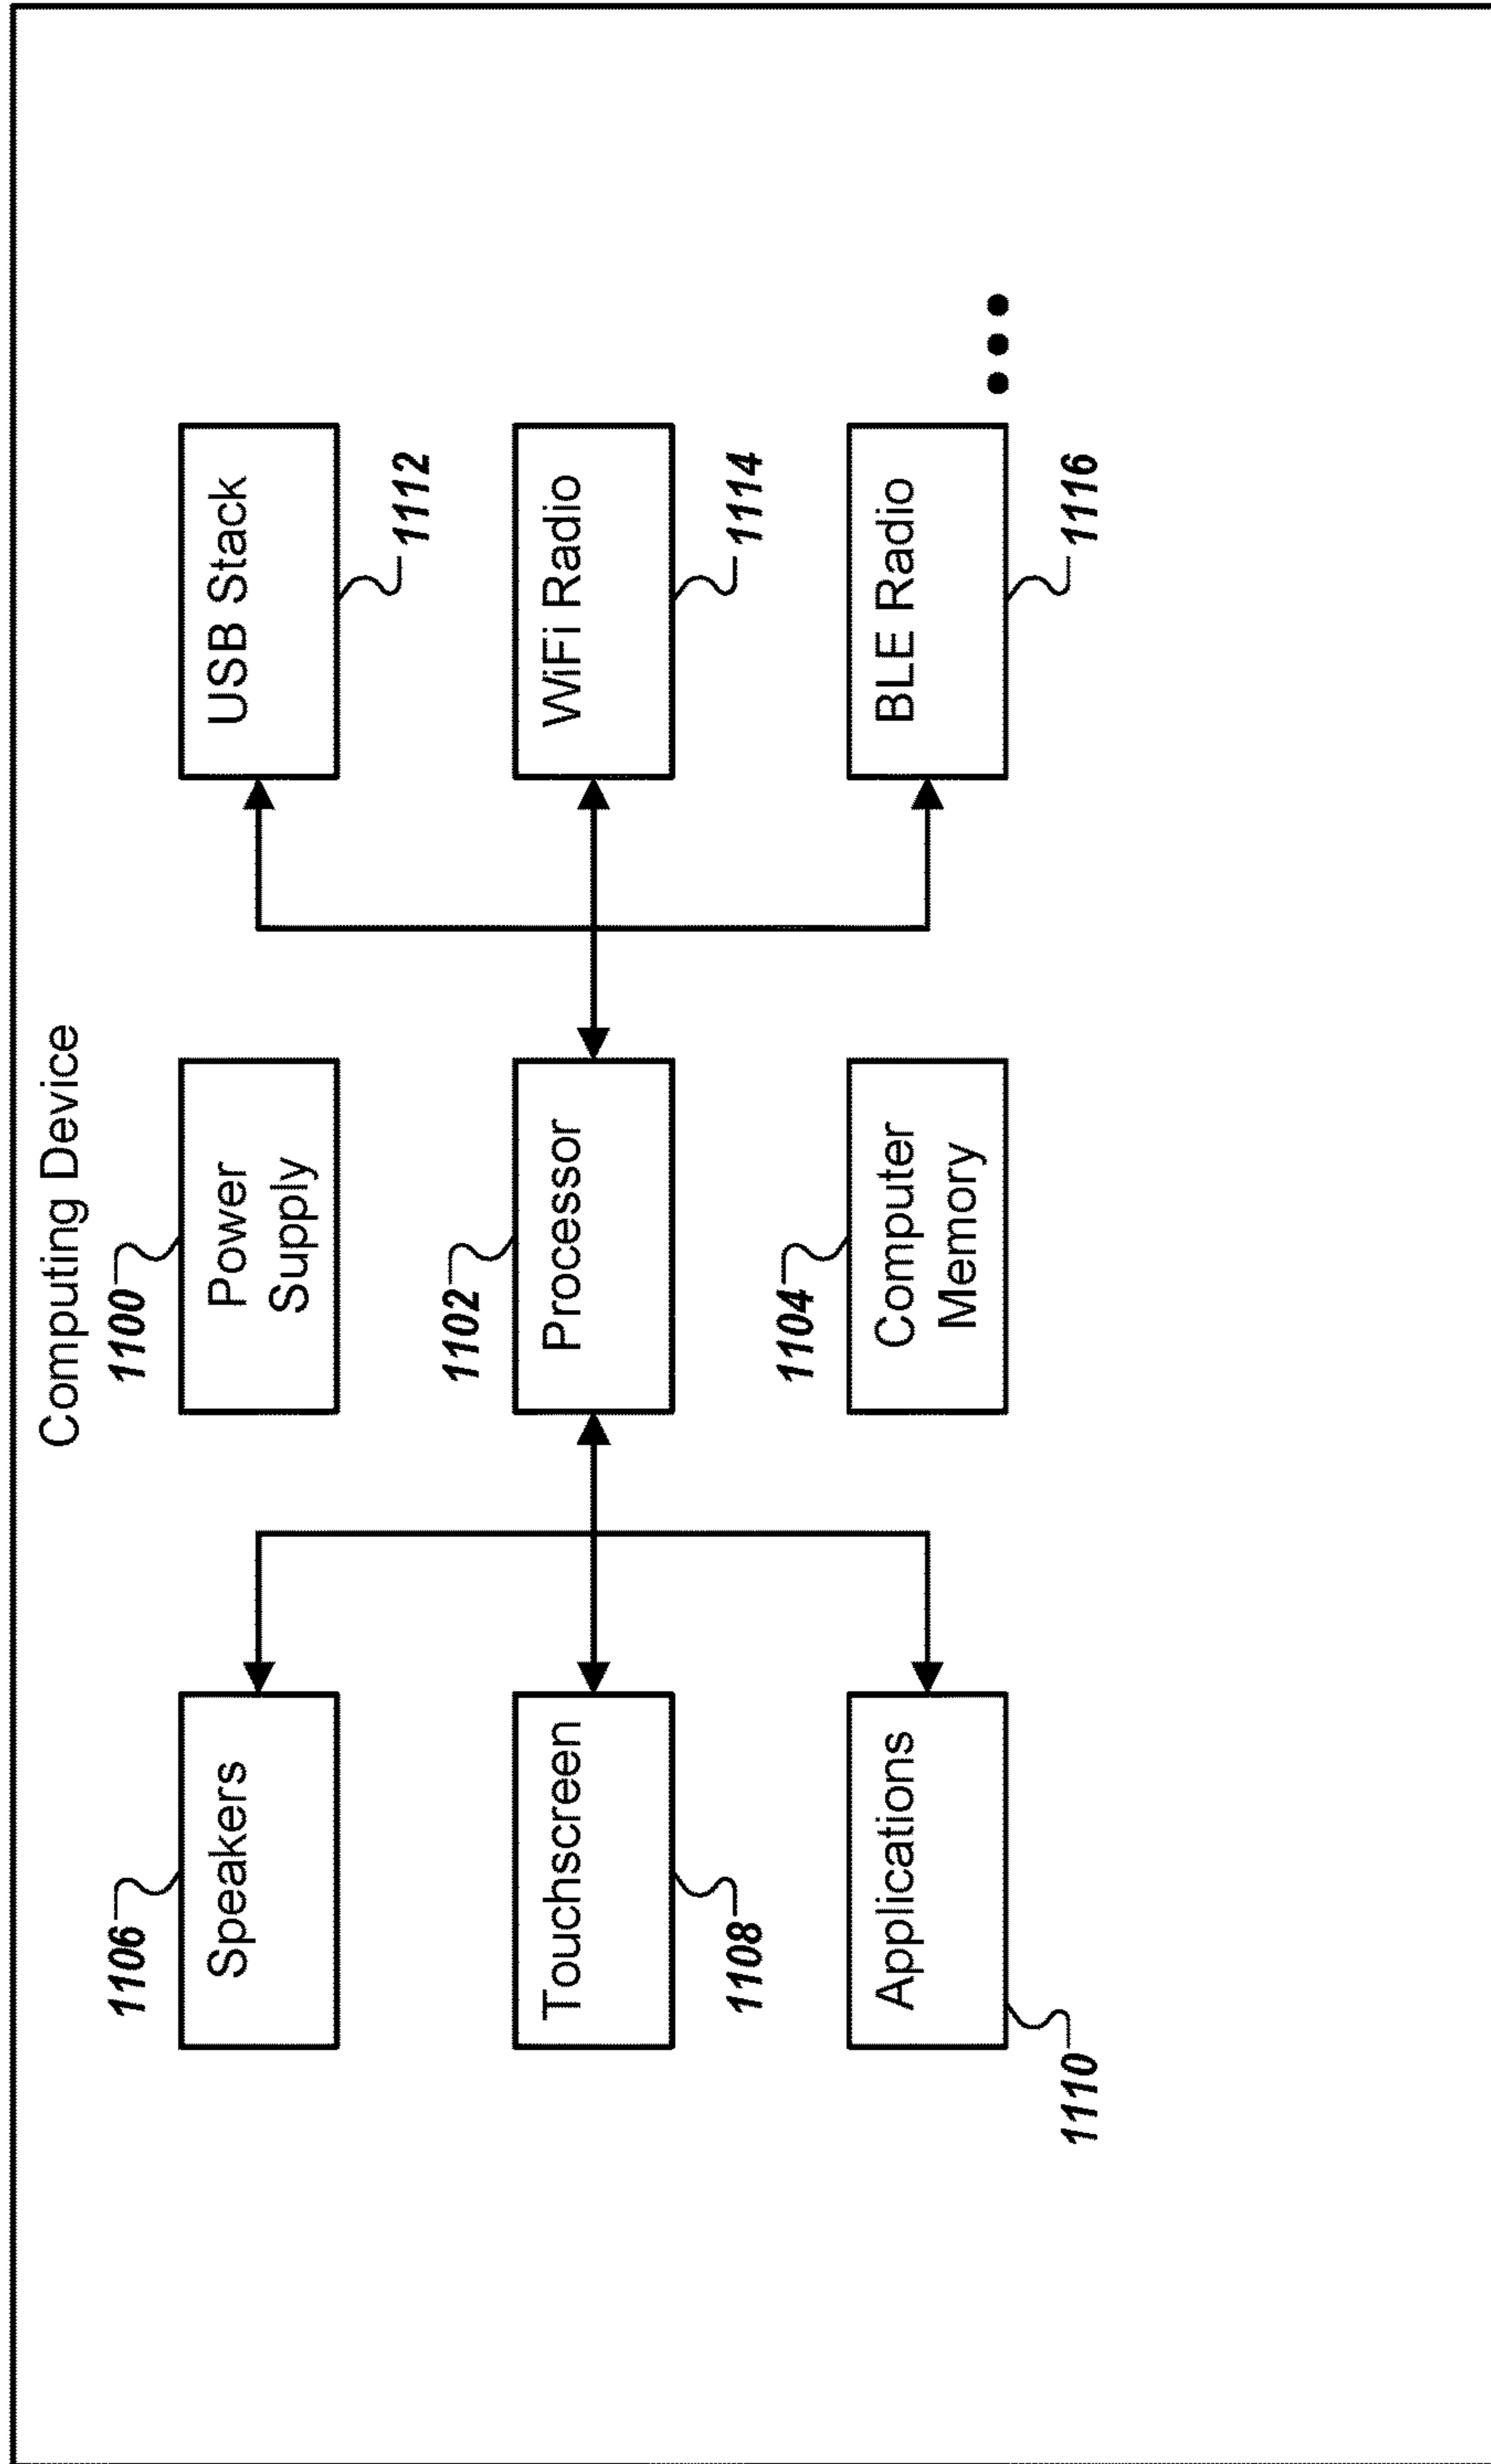 Computing Device
1106
Speakers
Touchscreen
1108
Applications
1110
1100
Power
Supply
1102
Processor
1104
Computer
Memory
USB Stack
1112
WiFi Radio
1114
BLE Radio
1116